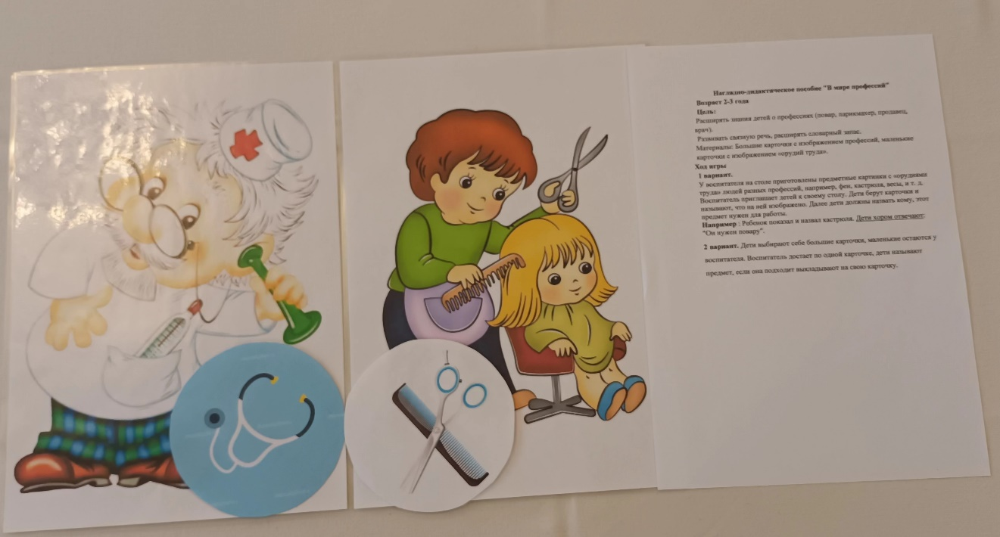 Наглядно-дидактическое пособие "В мире профессий"
Возраст 2-3 года
Цель:
Расширять знания детей о профессиях (повар, парикмахер, продавец,
врач).
Развивать связную речь, расширять словарный запас.
Материалы: Большие карточки с изображением профессий, маленькие
карточки с изображением «орудий труда».
Ход игры
1 вариант.
У воспитателя на столе приготовлены предметные картинки с «орудиями
труда» людей разных профессий, например, фен, кастрюля, весы, и т. д.
Воспитатель приглашает детей к своему столу. Дети берут карточки и
называют, что на ней изображено. Далее дети должны назвать кому, этот
предмет нужен для работы.
Например : Ребенок показал и назвал кастрюля. Дети хором отвечают:
"Он нужен повару".
2 вариант. Дети выбирают себе большие карточки, маленькие остаются у
воспитателя. Воспитатель достает по одной карточке, дети называют
предмет, если она подходит выкладывают на свою карточку.